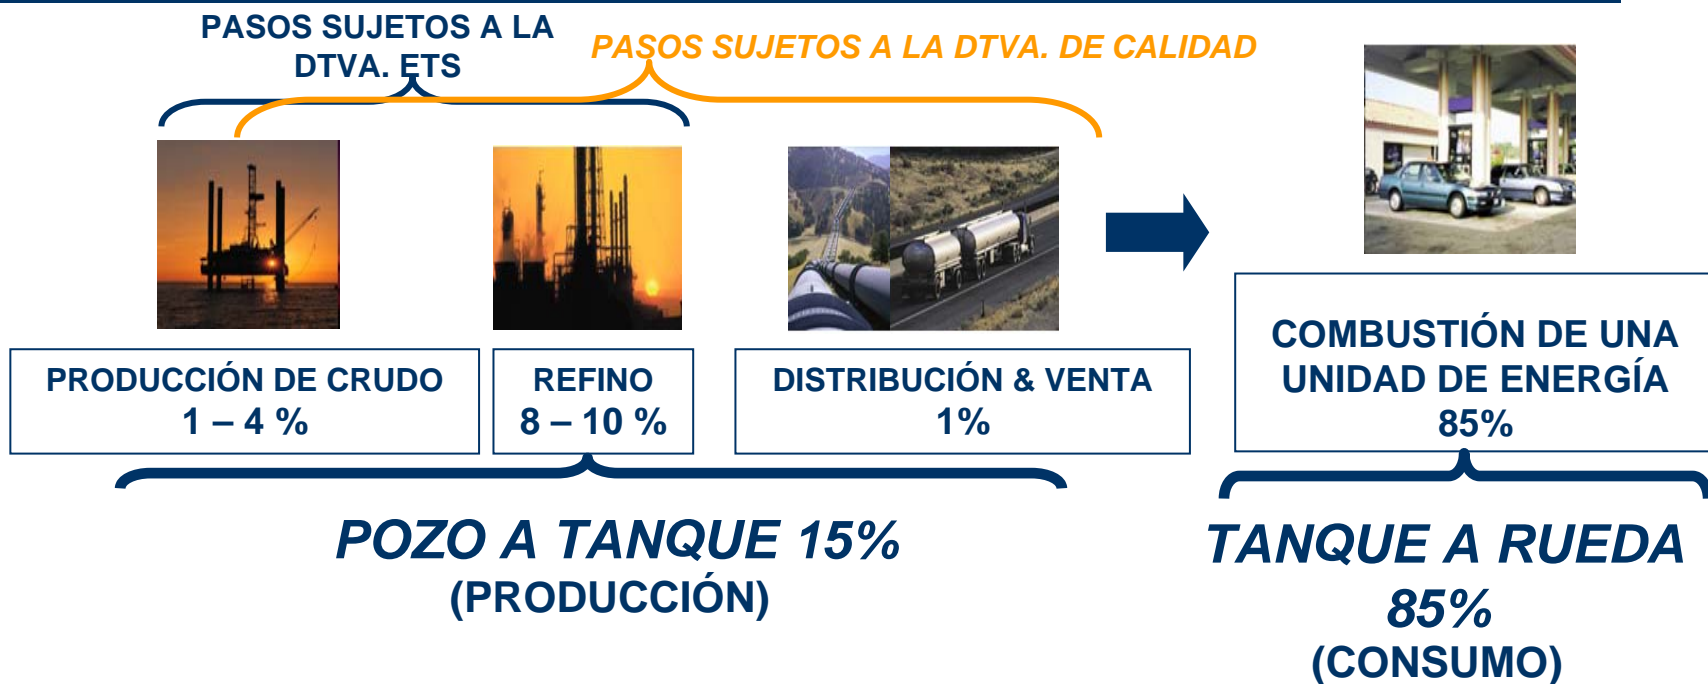 PASOS SUJETOS A LA
DTVA. ETS
PASOS SUJETOS A LA DTVA. DE CALIDAD
PRODUCCIÓN DE CRUDO
1 – 4 %
REFINO
8 – 10 %
DISTRIBUCIÓN & VENTA
1%
COMBUSTIÓN DE UNA
UNIDAD DE ENERGÍA
85%
POZO A TANQUE 15%
(PRODUCCIÓN)
TANQUE A RUEDA
85%
(CONSUMO)